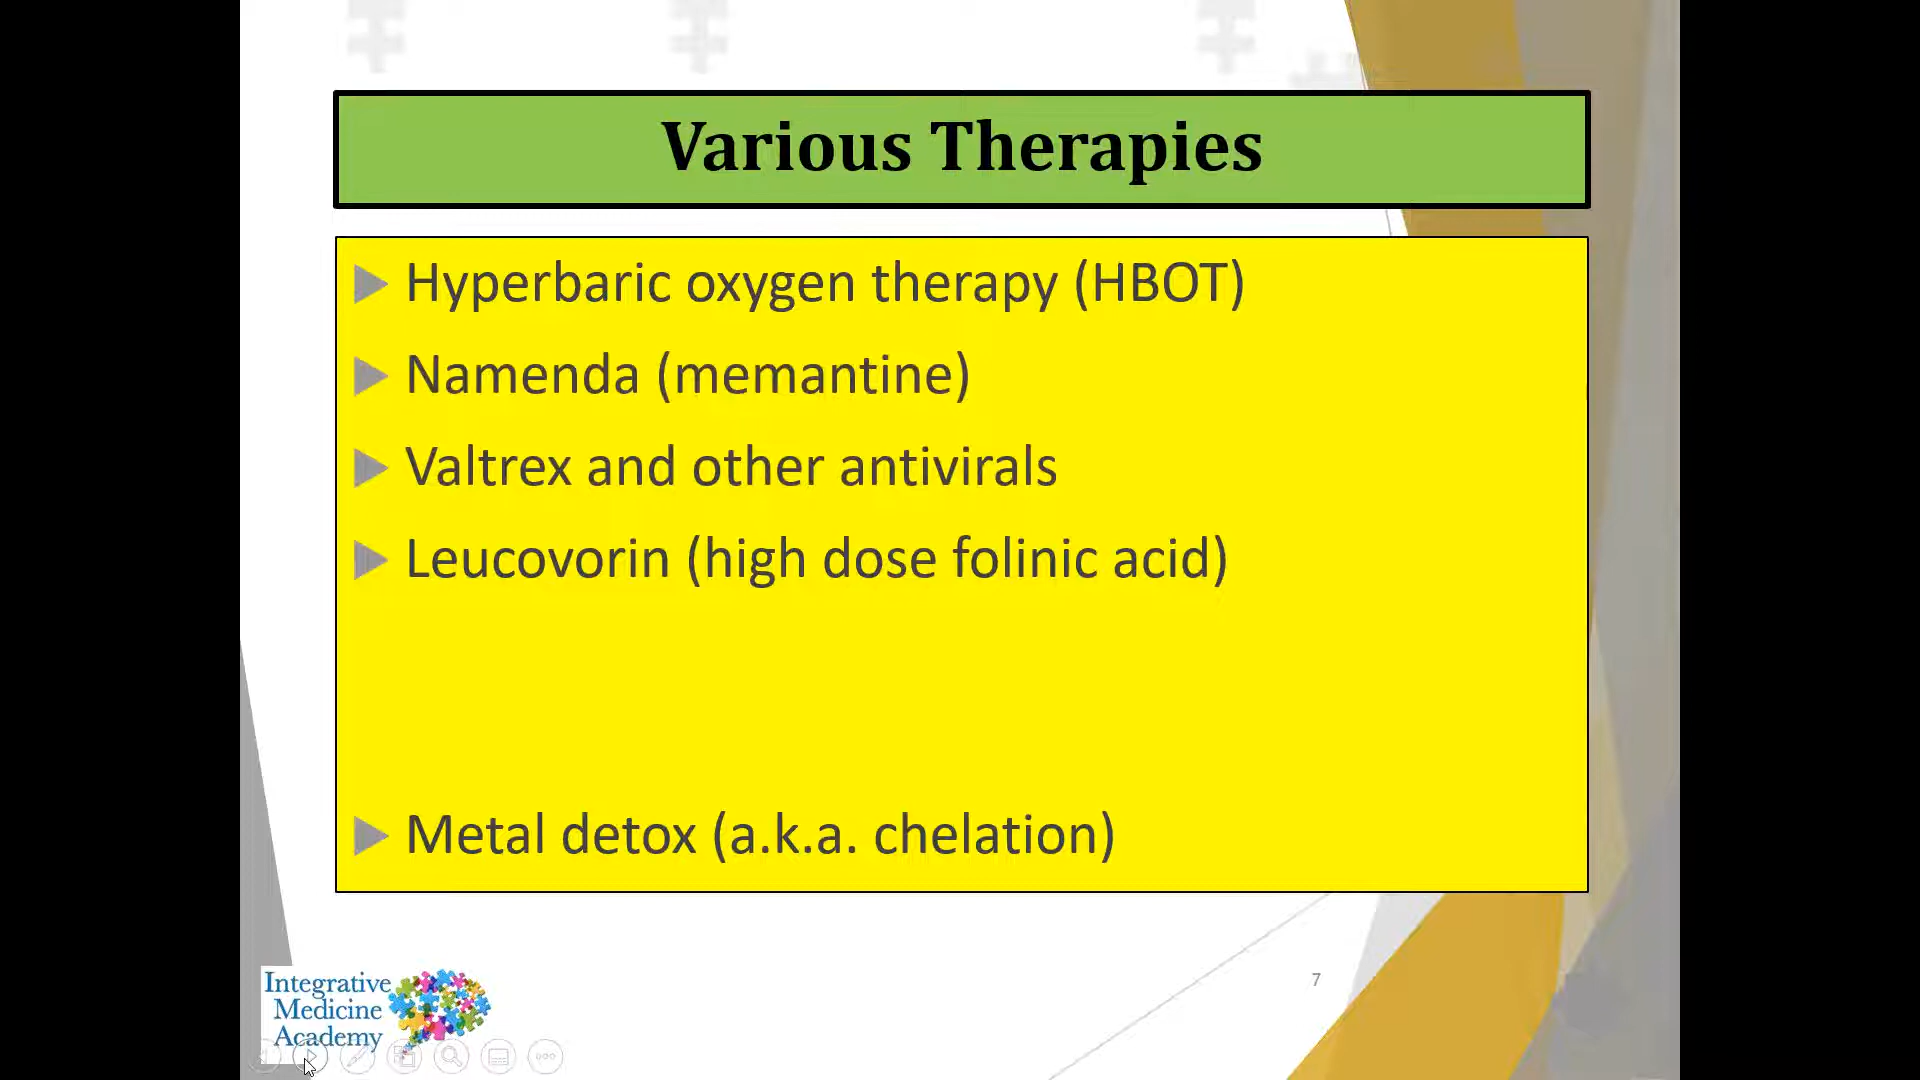 Various Therapies
Hyperbaric oxygen therapy (HBOT)
Namenda (memantine)
Valtrex and other antivirals
Leucovorin (high dose folinic acid)
Metal detox (a.k.a. chelation)
Integrative
Medicine
Academy
7